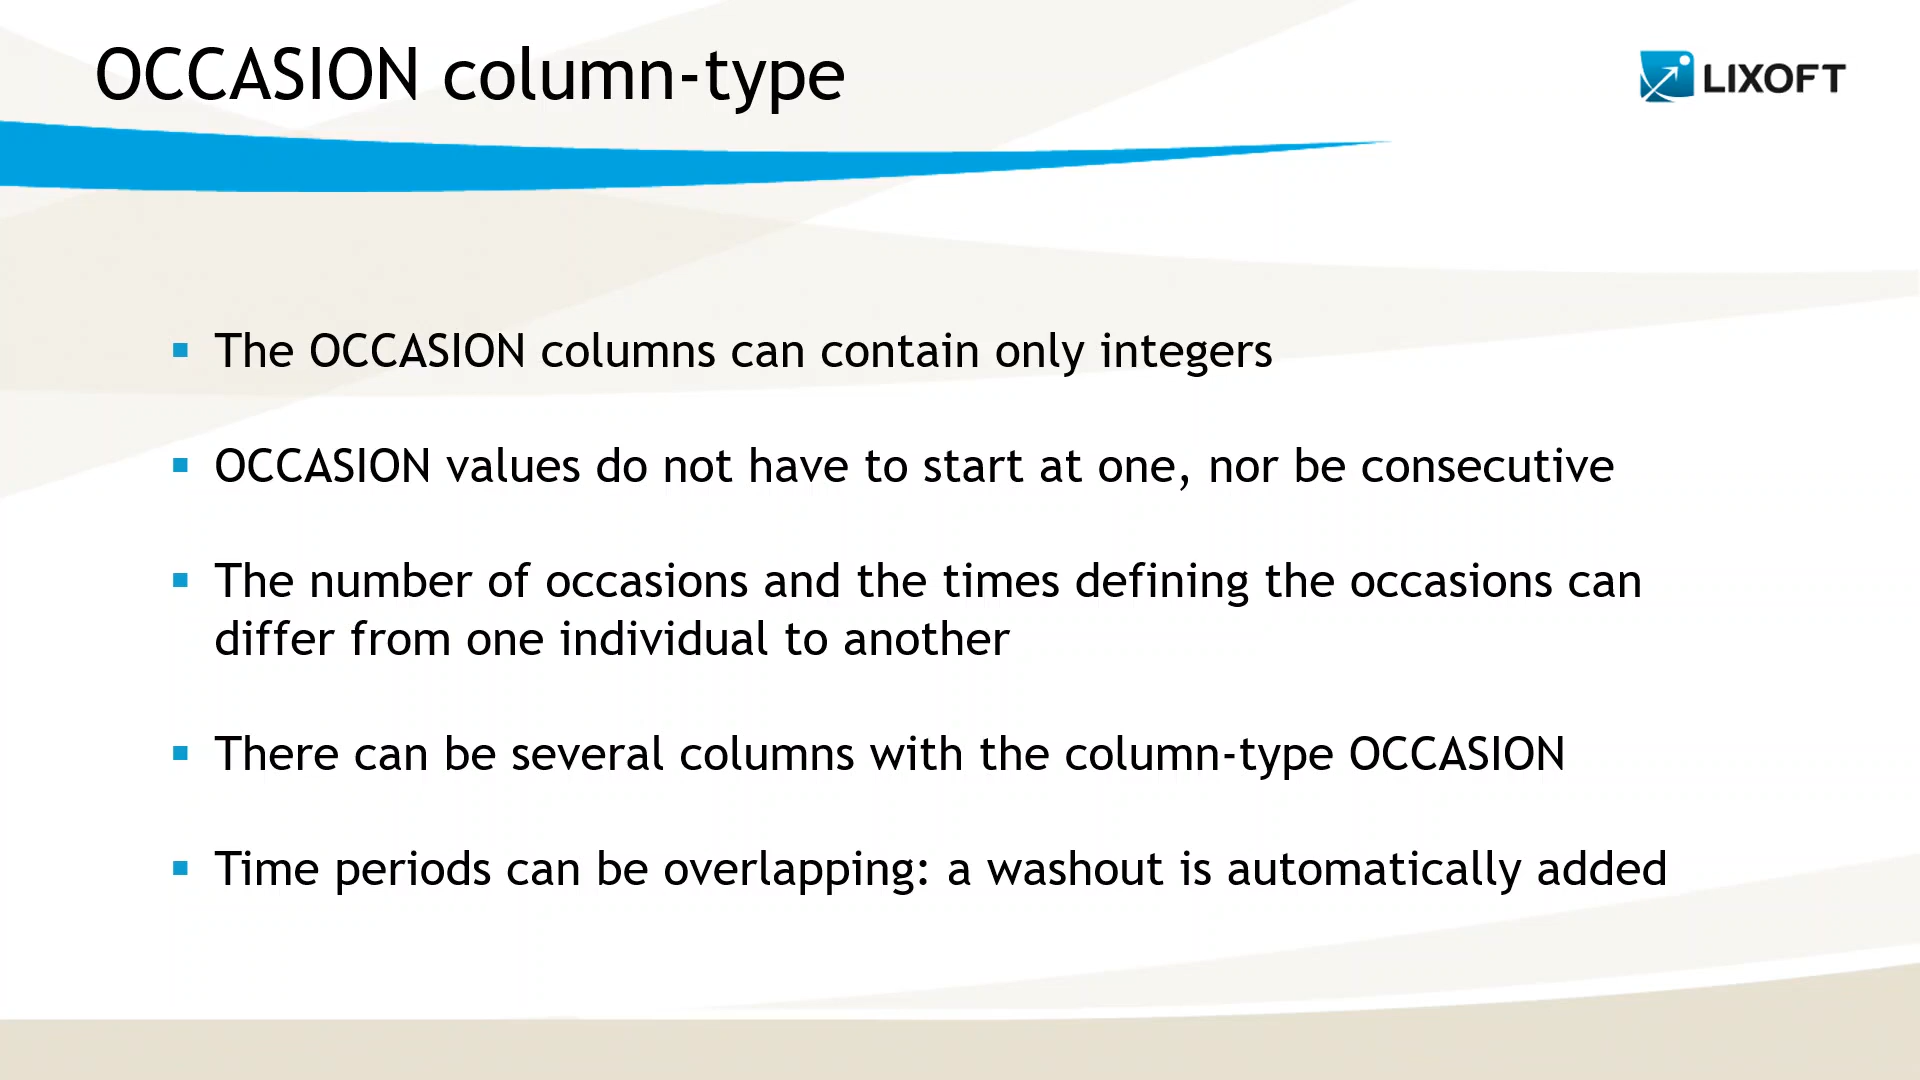 OCCASION column-type
LIXOFT
▪ The OCCASION columns can contain only integers
▪ OCCASION values do not have to start at one, nor be consecutive
▪ The number of occasions and the times defining the occasions can
differ from one individual to another
▪ There can be several columns with the column-type OCCASION
▪ Time periods can be overlapping: a washout is automatically added